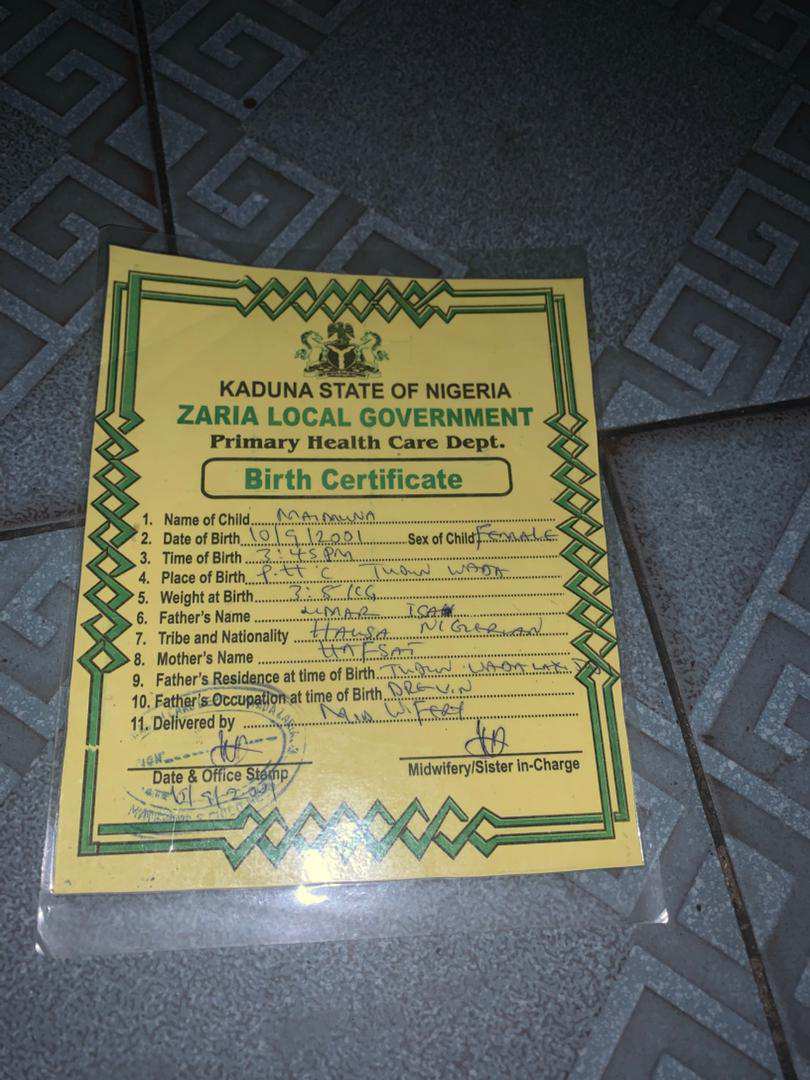 KADUNA STATE OF NIGERIA
ZARIA LOCAL GOVERNMENT
Primary Health Care Dept.
Birth Certificate
1. Name of Child MAIMUNA
2. Date of Birth 10/9/2001 Sex of Child FEMALE
3. Time of Birth 3:45PM
4. Place of Birth P.H.C TUDUN WADA
5. Weight at Birth 3:5KG
6. Father's Name UMAR ISAH
7. Tribe and Nationality HAUSA NIGERIAN
8. Mother's Name HAFSAT
9. Father's Residence at time of Birth TUDUN WADA
10. Father's Occupation at time of Birth
11. Delivered by MID WIFERY
Date & Office Stemp
Midwifery/Sister In-Charge